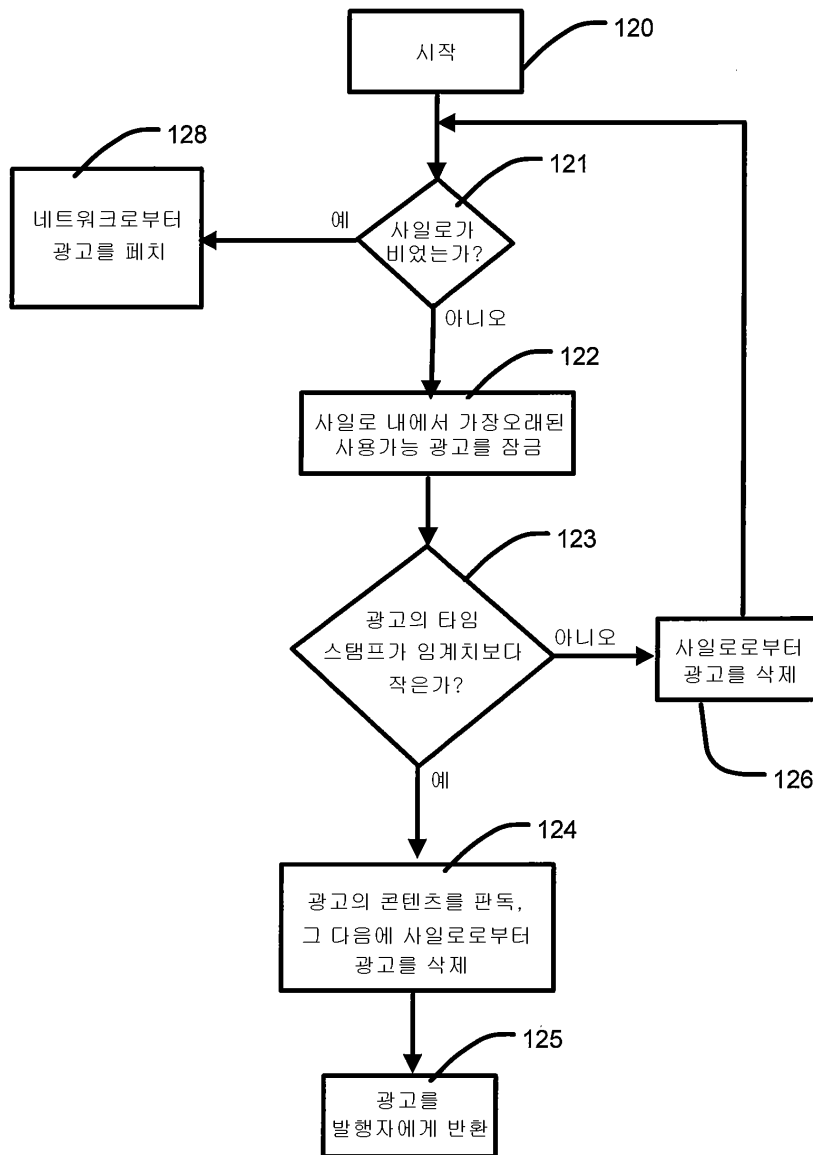 시작
120
128
121
네트워크로부터
광고를 페치
예
사일로가
비었는가?
아니오
122
사일로 내에서 가장오래된
사용가능 광고를 잠금
123
광고의 타임
스탬프가 임계치보다
작은가?
아니오
사일로로부터
광고를 삭제
126
예
124
광고의 콘텐츠를 판독,
그 다음에 사일로로부터
광고를 삭제
125
광고를
발행자에게 반환